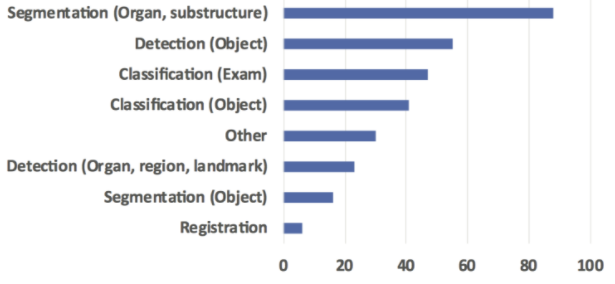 Segmentation (Organ, substructure)
Detection (Object)
Classification (Exam)
Classification (Object)
Other
Detection (Organ, region, landmark)
Segmentation (Object)
Registration
0 20 40 60 80 100